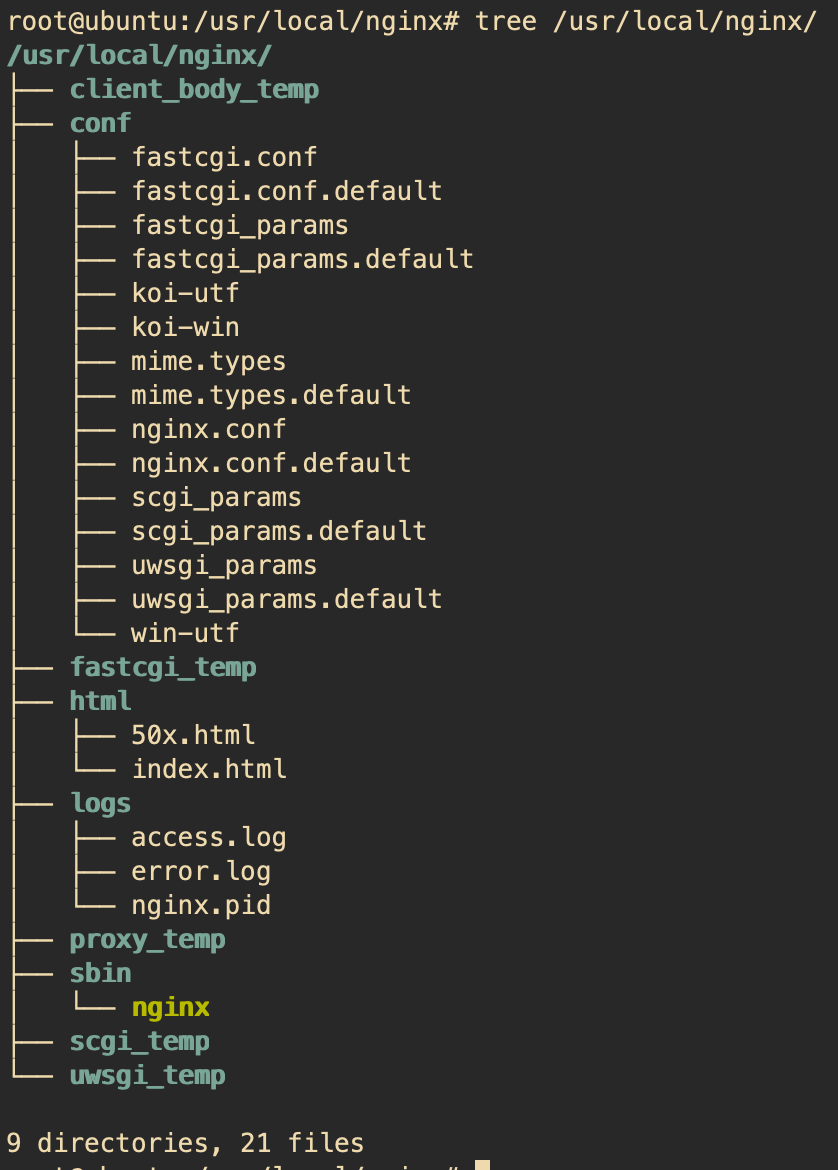 root@ubuntu:/usr/local/nginx# tree /usr/local/nginx/
/usr/local/nginx/
├── client_body_temp
├── conf
│   ├── fastcgi.conf
│   ├── fastcgi.conf.default
│   ├── fastcgi_params
│   ├── fastcgi_params.default
│   ├── koi-utf
│   ├── koi-win
│   ├── mime.types
│   ├── mime.types.default
│   ├── nginx.conf
│   ├── nginx.conf.default
│   ├── scgi_params
│   ├── scgi_params.default
│   ├── uwsgi_params
│   ├── uwsgi_params.default
│   └── win-utf
├── fastcgi_temp
├── html
│   ├── 50x.html
│   └── index.html
├── logs
│   ├── access.log
│   ├── error.log
│   └── nginx.pid
├── proxy_temp
├── sbin
│   └── nginx
├── scgi_temp
└── uwsgi_temp

9 directories, 21 files